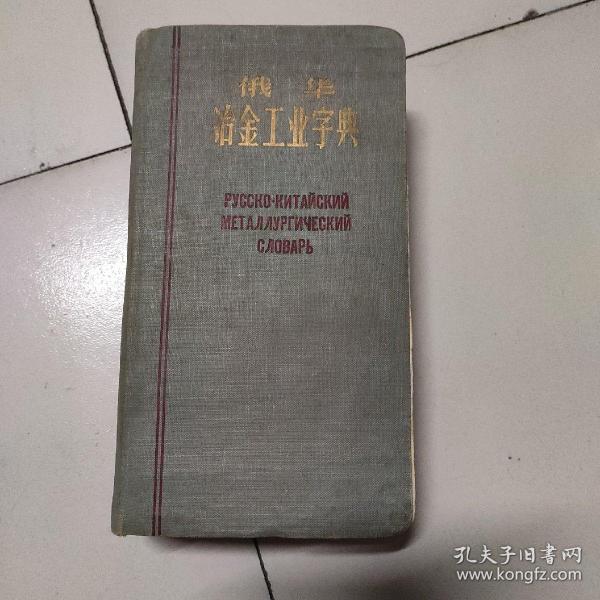 俄华
冶金工业字典
РУССКО-КИТАЙСКИЙ
МЕТАЛЛУРГИЧЕСКИЙ
СЛОВАРЬ
孔夫子旧书网
www.kongfz.com